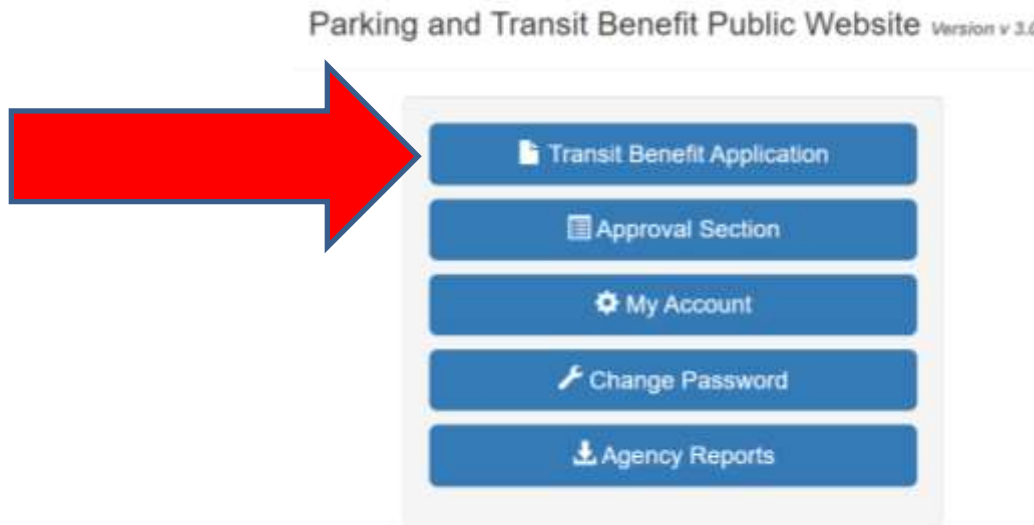 Parking and Transit Benefit Public Website Version v 3.0
Transit Benefit Application
Approval Section
My Account
Change Password
Agency Reports